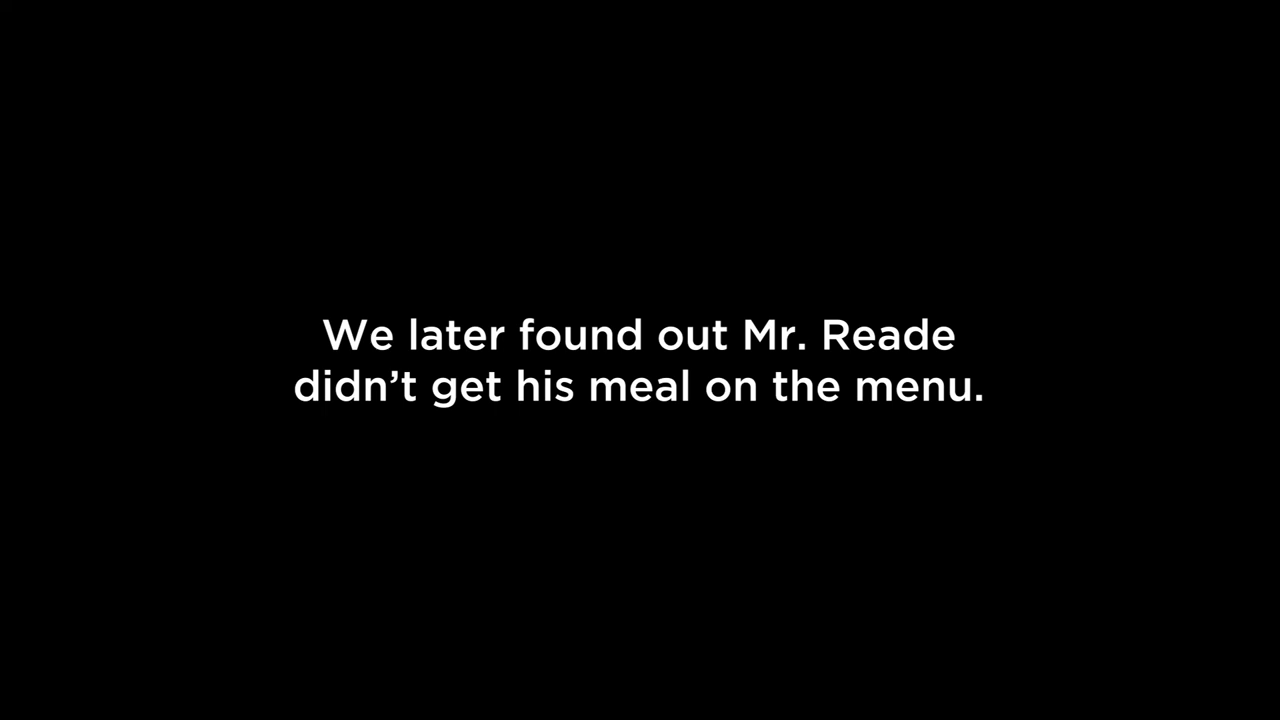 We later found out Mr. Reade
didn’t get his meal on the menu.